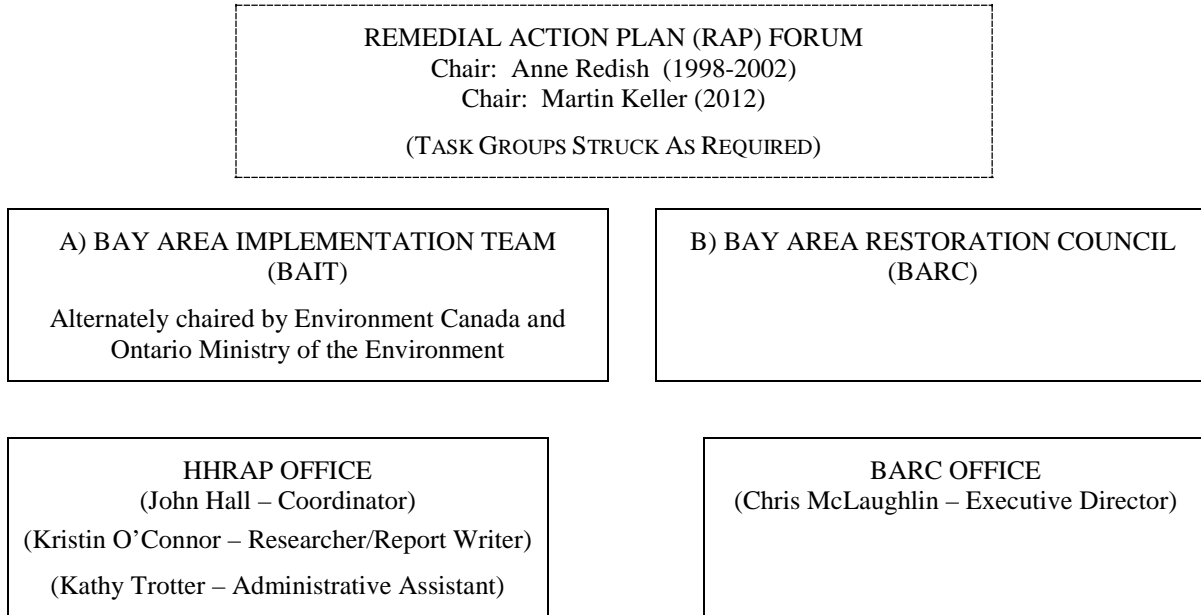 REMEDIAL ACTION PLAN (RAP) FORUM
Chair: Anne Redish (1998-2002)
Chair: Martin Keller (2012)
(TASK GROUPS STRUCK AS REQUIRED)
A) BAY AREA IMPLEMENTATION TEAM
(BAIT)
Alternately chaired by Environment Canada and
Ontario Ministry of the Environment
B) BAY AREA RESTORATION COUNCIL
(BARC)
HHRAP OFFICE
(John Hall – Coordinator)
(Kristin O’Connor – Researcher/Report Writer)
(Kathy Trotter – Administrative Assistant)
BARC OFFICE
(Chris McLaughlin – Executive Director)